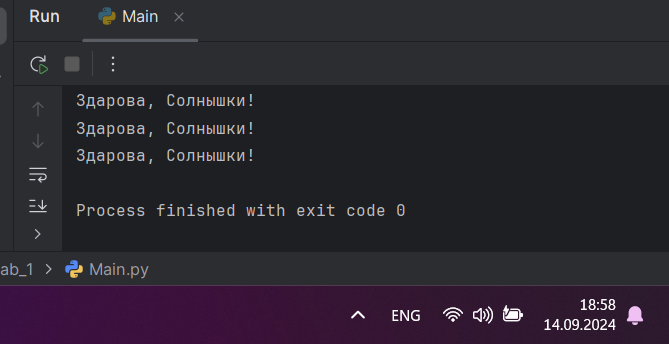 Run Main
Здарова, Солнышки!
Здарова, Солнышки!
Здарова, Солнышки!
Process finished with exit code 0
ab_1 > Main.py
ENG
18:58
14.09.2024